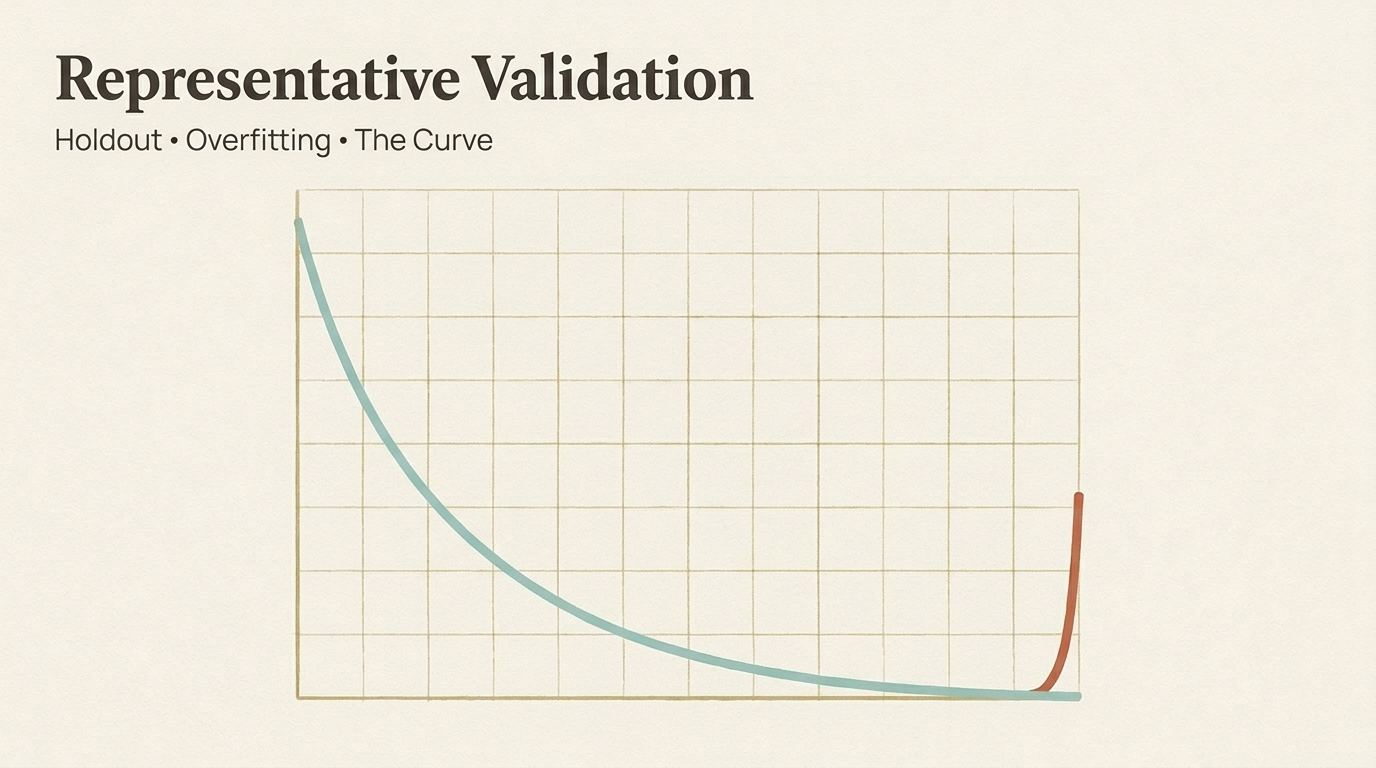 Representative Validation
Holdout • Overfitting • The Curve